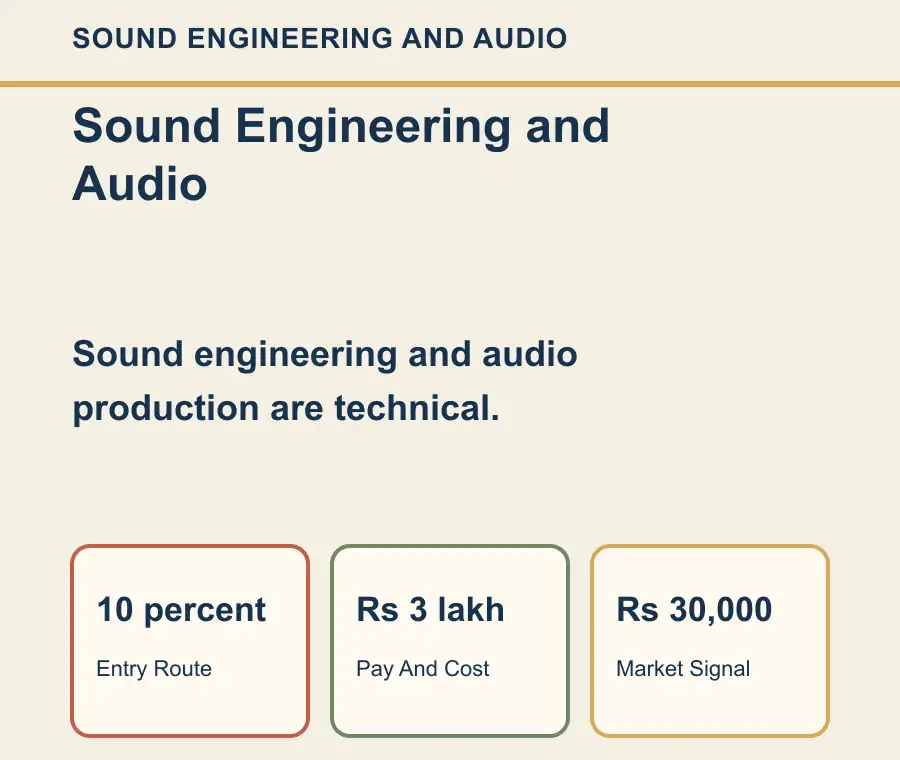 SOUND ENGINEERING AND AUDIO
Sound Engineering and
Audio
Sound engineering and audio
production are technical.
10 percent
Entry Route
Rs 3 lakh
Pay And Cost
Rs 30,000
Market Signal